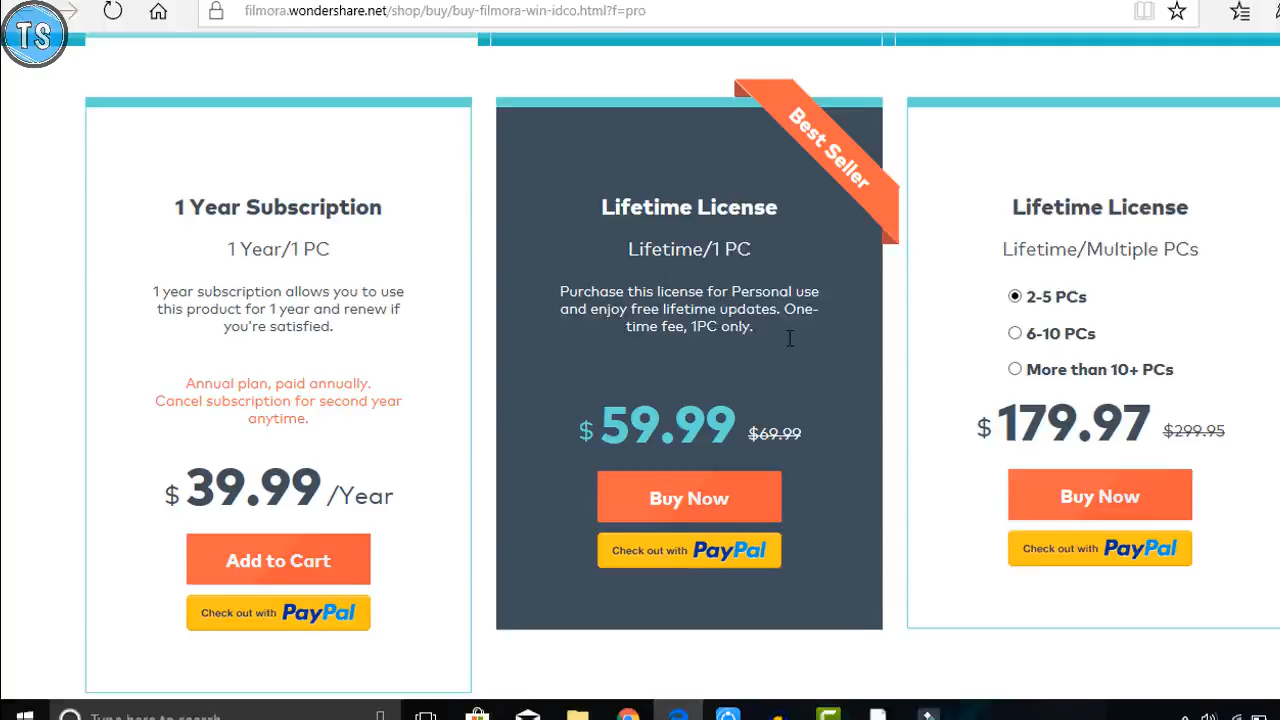 TS
filmora.wondershare.net/shop/buy/buy-filmora-win-idco.html?f=pro
1 Year Subscription
1 Year/1 PC
1 year subscription allows you to use
this product for 1 year and renew if
you're satisfied.
Annual plan, paid annually.
Cancel subscription for second year
anytime.
$ 39.99 /Year
Add to Cart
Check out with PayPal
Best Seller
Lifetime License
Lifetime/1 PC
Purchase this license for Personal use
and enjoy free lifetime updates. One-
time fee, 1PC only.
$ 59.99 $69.99
Buy Now
Check out with PayPal
Lifetime License
Lifetime/Multiple PCs
2-5 PCs
6-10 PCs
More than 10+ PCs
$ 179.97 $299.95
Buy Now
Check out with PayPal
Type here to search